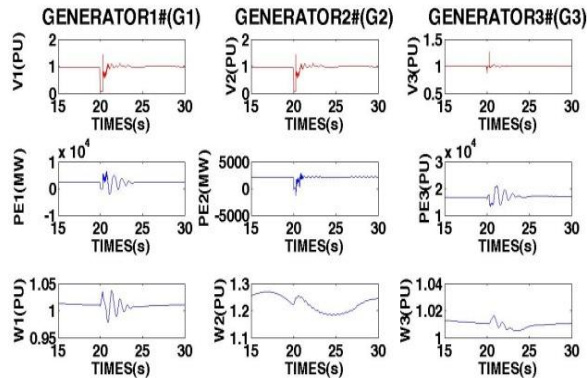 GENERATOR1#(G1) GENERATOR2#(G2) GENERATOR3#(G3)
V1(PU) 2 1 0 15 20 25 30 TIMES(s)
V2(PU) 2 1 0 15 20 25 30 TIMES(s)
V3(PU) 1.5 1 0.5 15 20 25 30 TIMES(s)
PE1(MW) x 10^4 1 0 -1 15 20 25 30 TIMES(s)
PE2(MW) 5000 0 -5000 15 20 25 30 TIMES(s)
PE3(MW) x 10^4 3 2 1 0 15 20 25 30 TIMES(s)
W1(PU) 1.05 1 0.95 15 20 25 30 TIMES(s)
W2(PU) 1.3 1.2 1.1 15 20 25 30 TIMES(s)
W3(PU) 1.04 1.02 1 15 20 25 30 TIMES(s)